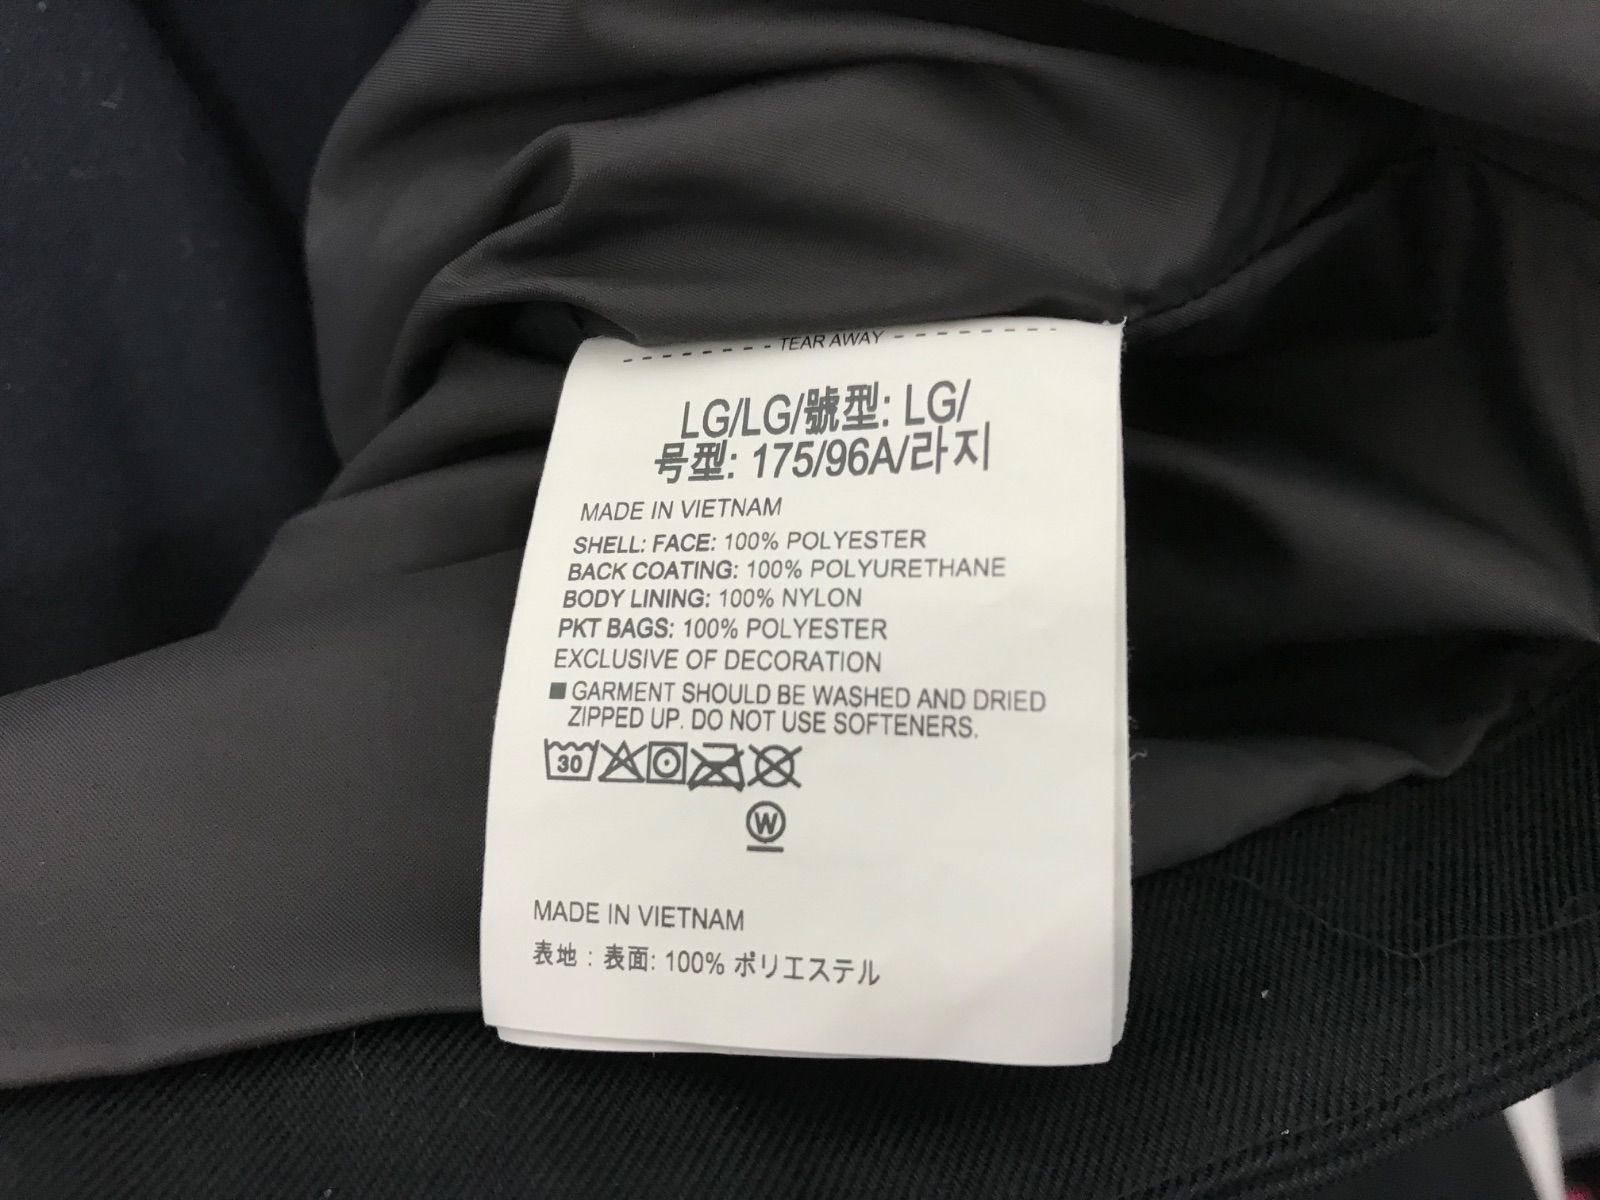 TEAR AWAY
LG/LG/號型: LG/
号型: 175/96A/라지
MADE IN VIETNAM
SHELL: FACE: 100% POLYESTER
BACK COATING: 100% POLYURETHANE
BODY LINING: 100% NYLON
PKT BAGS: 100% POLYESTER
EXCLUSIVE OF DECORATION
■ GARMENT SHOULD BE WASHED AND DRIED
ZIPPED UP. DO NOT USE SOFTENERS.
30
W
MADE IN VIETNAM
表地 : 表面: 100% ポリエステル